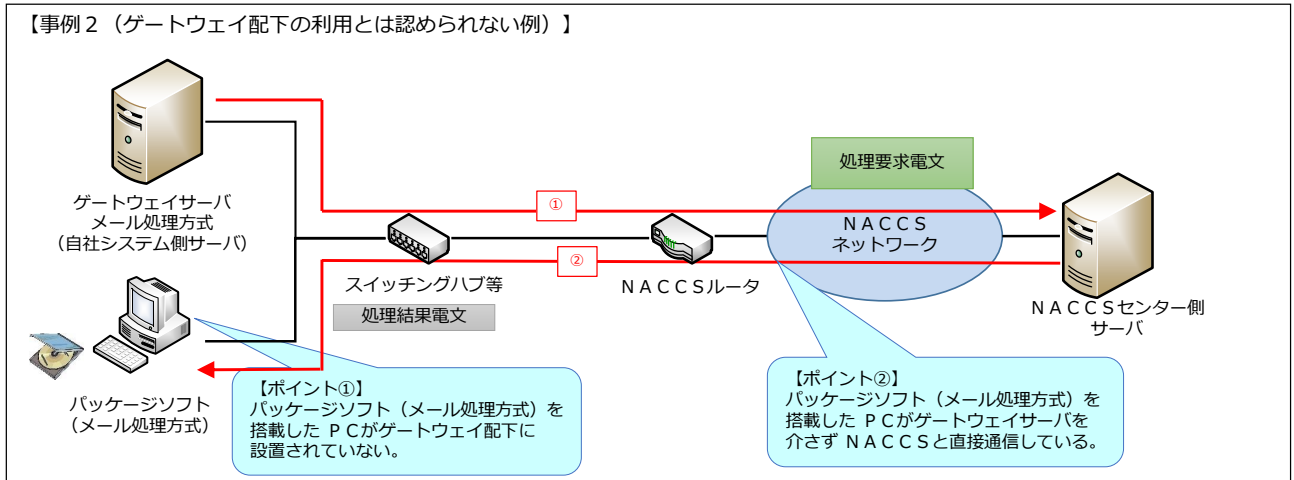 【事例２（ゲートウェイ配下の利用とは認められない例）】
処理要求電文
ゲートウェイサーバ
メール処理方式
（自社システム側サーバ）
①
ＮＡＣＣＳ
ネットワーク
②
スイッチングハブ等
ＮＡＣＣＳルータ
ＮＡＣＣＳセンター側
サーバ
処理結果電文
パッケージソフト
（メール処理方式）
【ポイント①】
パッケージソフト（メール処理方式）を
搭載した ＰＣがゲートウェイ配下に
設置されていない。
【ポイント②】
パッケージソフト（メール処理方式）を
搭載した ＰＣがゲートウェイサーバを
介さず ＮＡＣＣＳと直接通信している。